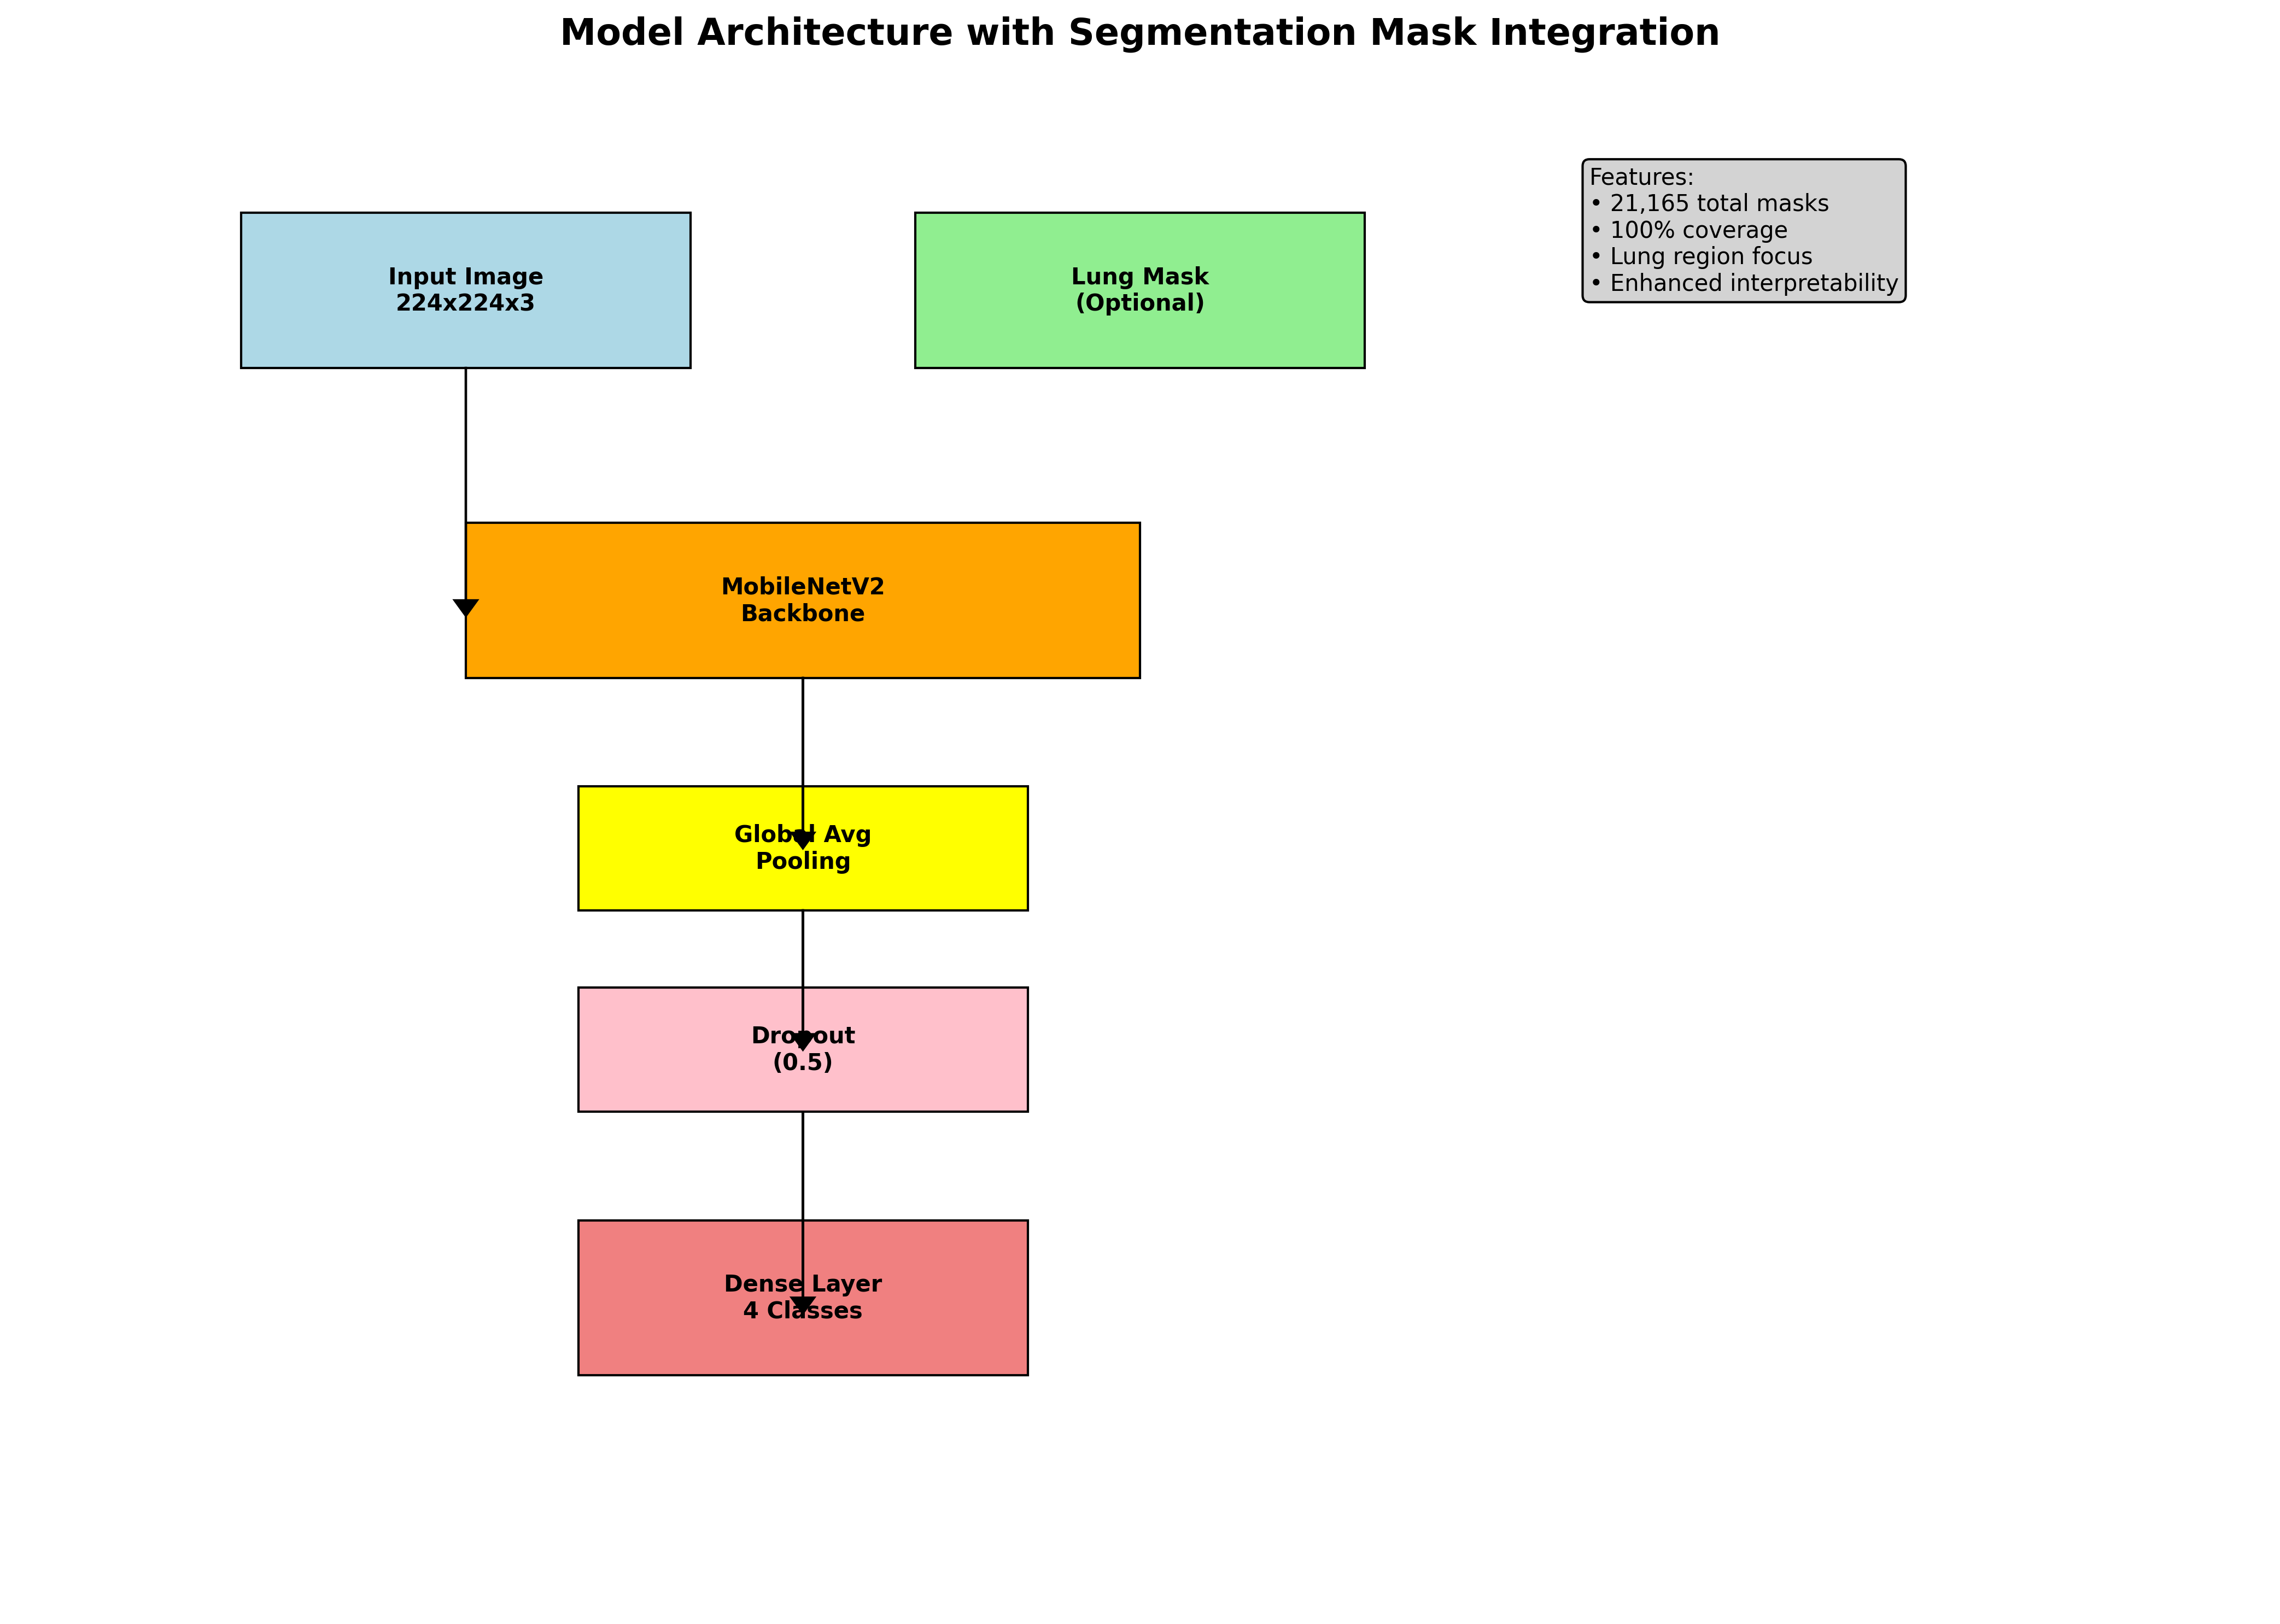 Model Architecture with Segmentation Mask Integration
Input Image
224x224x3
Lung Mask
(Optional)
Features:
• 21,165 total masks
• 100% coverage
• Lung region focus
• Enhanced interpretability
MobileNetV2
Backbone
Global Avg
Pooling
Dropout
(0.5)
Dense Layer
4 Classes